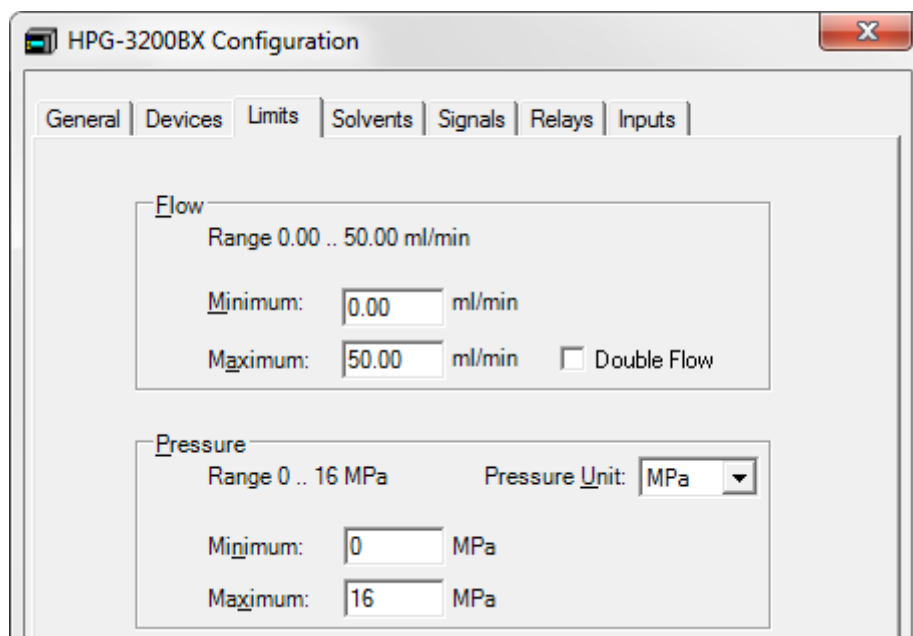 HPG-3200BX Configuration
General Devices Limits Solvents Signals Relays Inputs
Flow
Range 0.00 .. 50.00 ml/min
Minimum: 0.00 ml/min
Maximum: 50.00 ml/min Double Flow
Pressure
Range 0 .. 16 MPa Pressure Unit: MPa
Minimum: 0 MPa
Maximum: 16 MPa